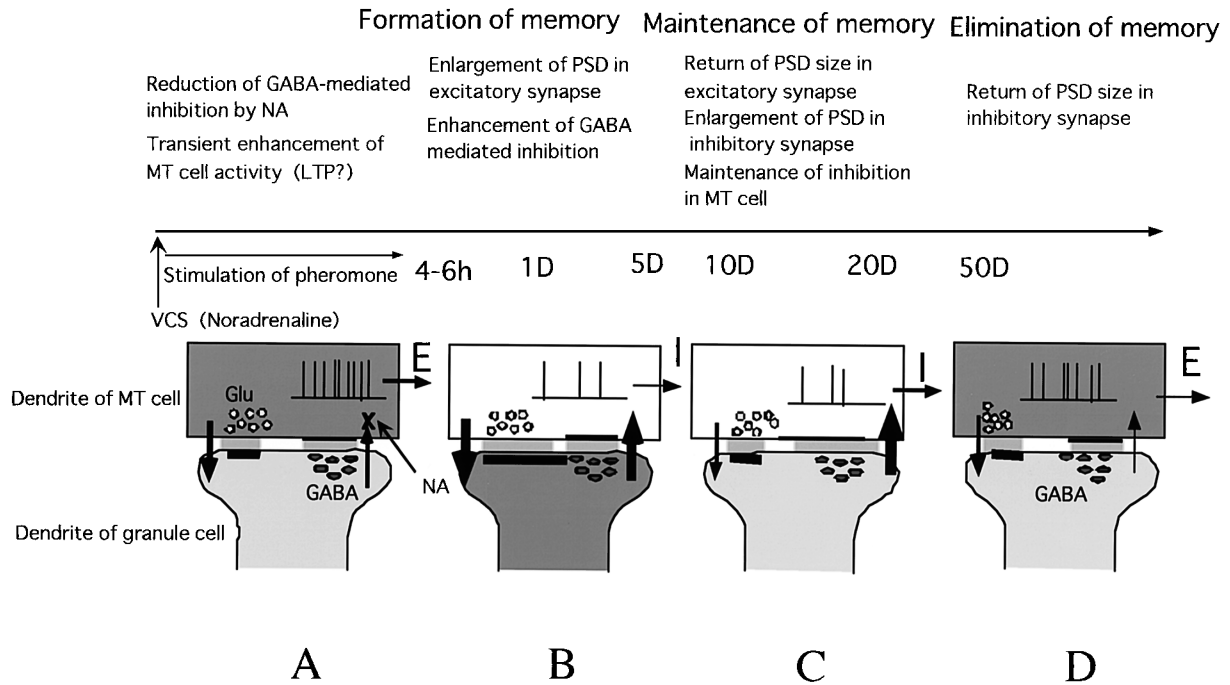 Formation of memory
Maintenance of memory
Elimination of memory
Reduction of GABA-mediated
inhibition by NA
Transient enhancement of
MT cell activity (LTP?)
Enlargement of PSD in
excitatory synapse
Enhancement of GABA
mediated inhibition
Return of PSD size in
excitatory synapse
Enlargement of PSD in
inhibitory synapse
Maintenance of inhibition
in MT cell
Return of PSD size in
inhibitory synapse
Stimulation of pheromone
4-6h
1D
5D
10D
20D
50D
VCS (Noradrenaline)
Dendrite of MT cell
Glu
E
I
I
E
X
GABA
NA
GABA
Dendrite of granule cell
A
B
C
D